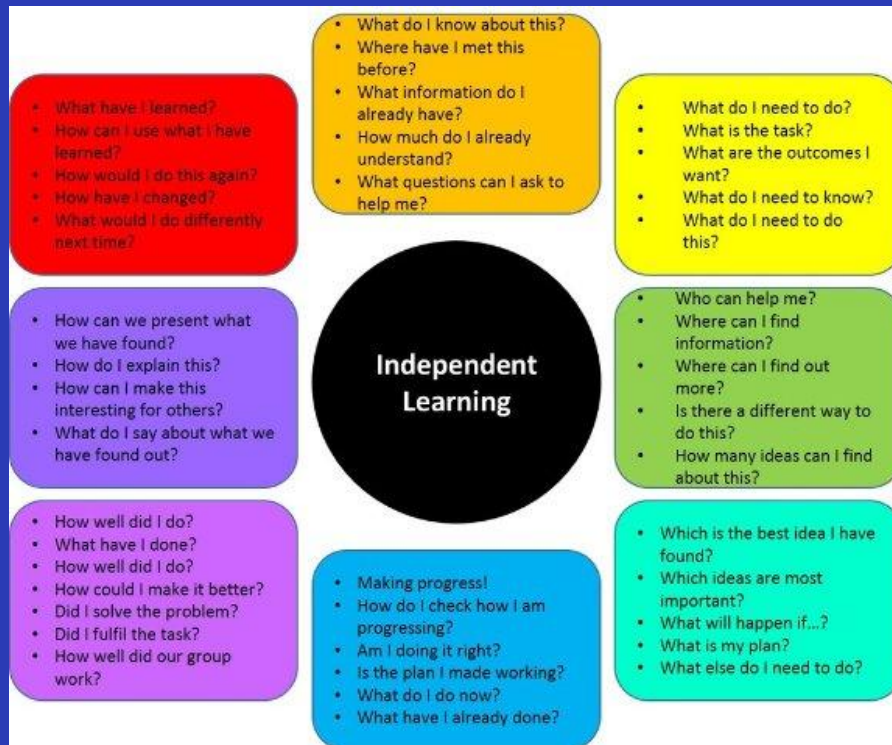 • What do I know about this?
• Where have I met this
before?
• What information do I
already have?
• How much do I already
understand?
• What questions can I ask to
help me?
• What do I need to do?
• What is the task?
• What are the outcomes I
want?
• What do I need to know?
• What do I need to do
this?
• Who can help me?
• Where can I find
information?
• Where can I find out
more?
• Is there a different way to
do this?
• How many ideas can I find
about this?
• Which is the best idea I have
found?
• Which ideas are most
important?
• What will happen if...?
• What is my plan?
• What else do I need to do?
• Making progress!
• How do I check how I am
progressing?
• Am I doing it right?
• Is the plan I made working?
• What do I do now?
• What have I already done?
• How well did I do?
• What have I done?
• How well did I do?
• How could I make it better?
• Did I solve the problem?
• Did I fulfil the task?
• How well did our group
work?
• How can we present what
we have found?
• How do I explain this?
• How can I make this
interesting for others?
• What do I say about what we
have found out?
• What have I learned?
• How can I use what I have
learned?
• How would I do this again?
• How have I changed?
• What would I do differently
next time?
Independent
Learning